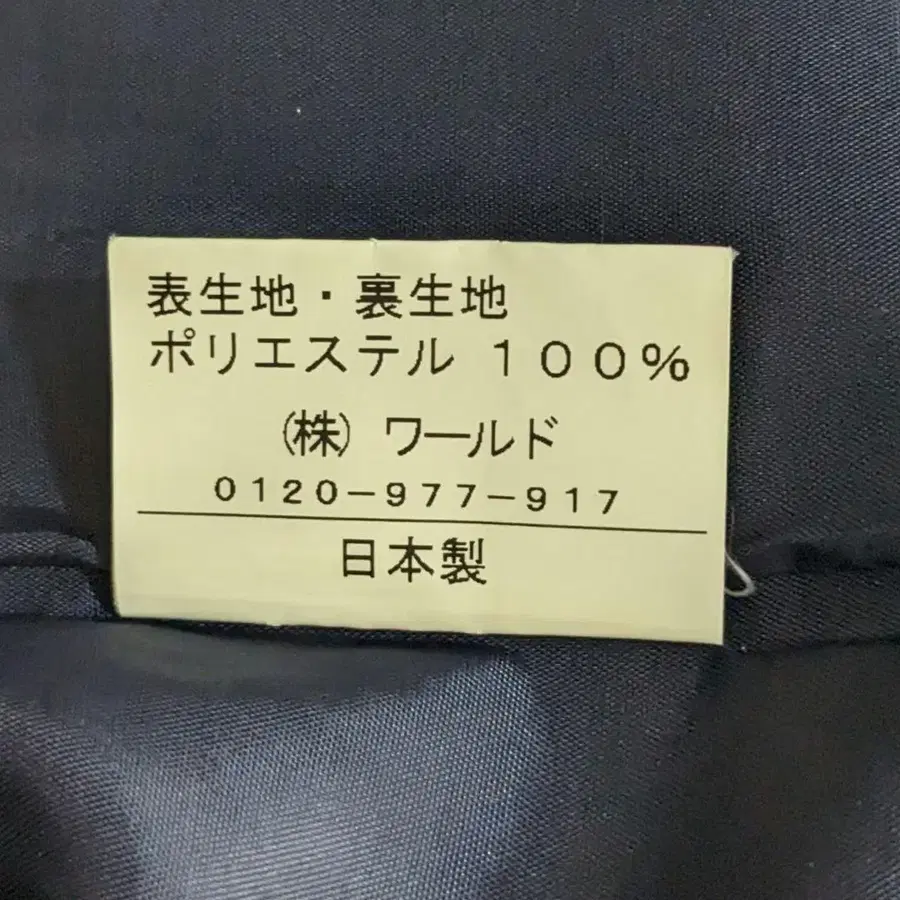 表生地・裏生地
ポリエステル １００％
(株) ワールド
０１２０－９７７－９１７
日本製